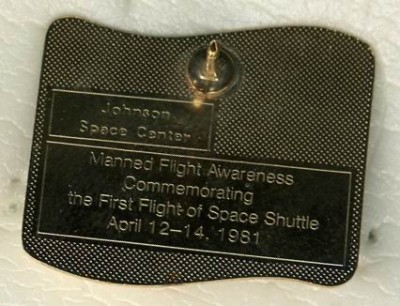 Johnson
Space Center
Manned Flight Awareness
Commemorating
the First Flight of Space Shuttle
April 12-14, 1981